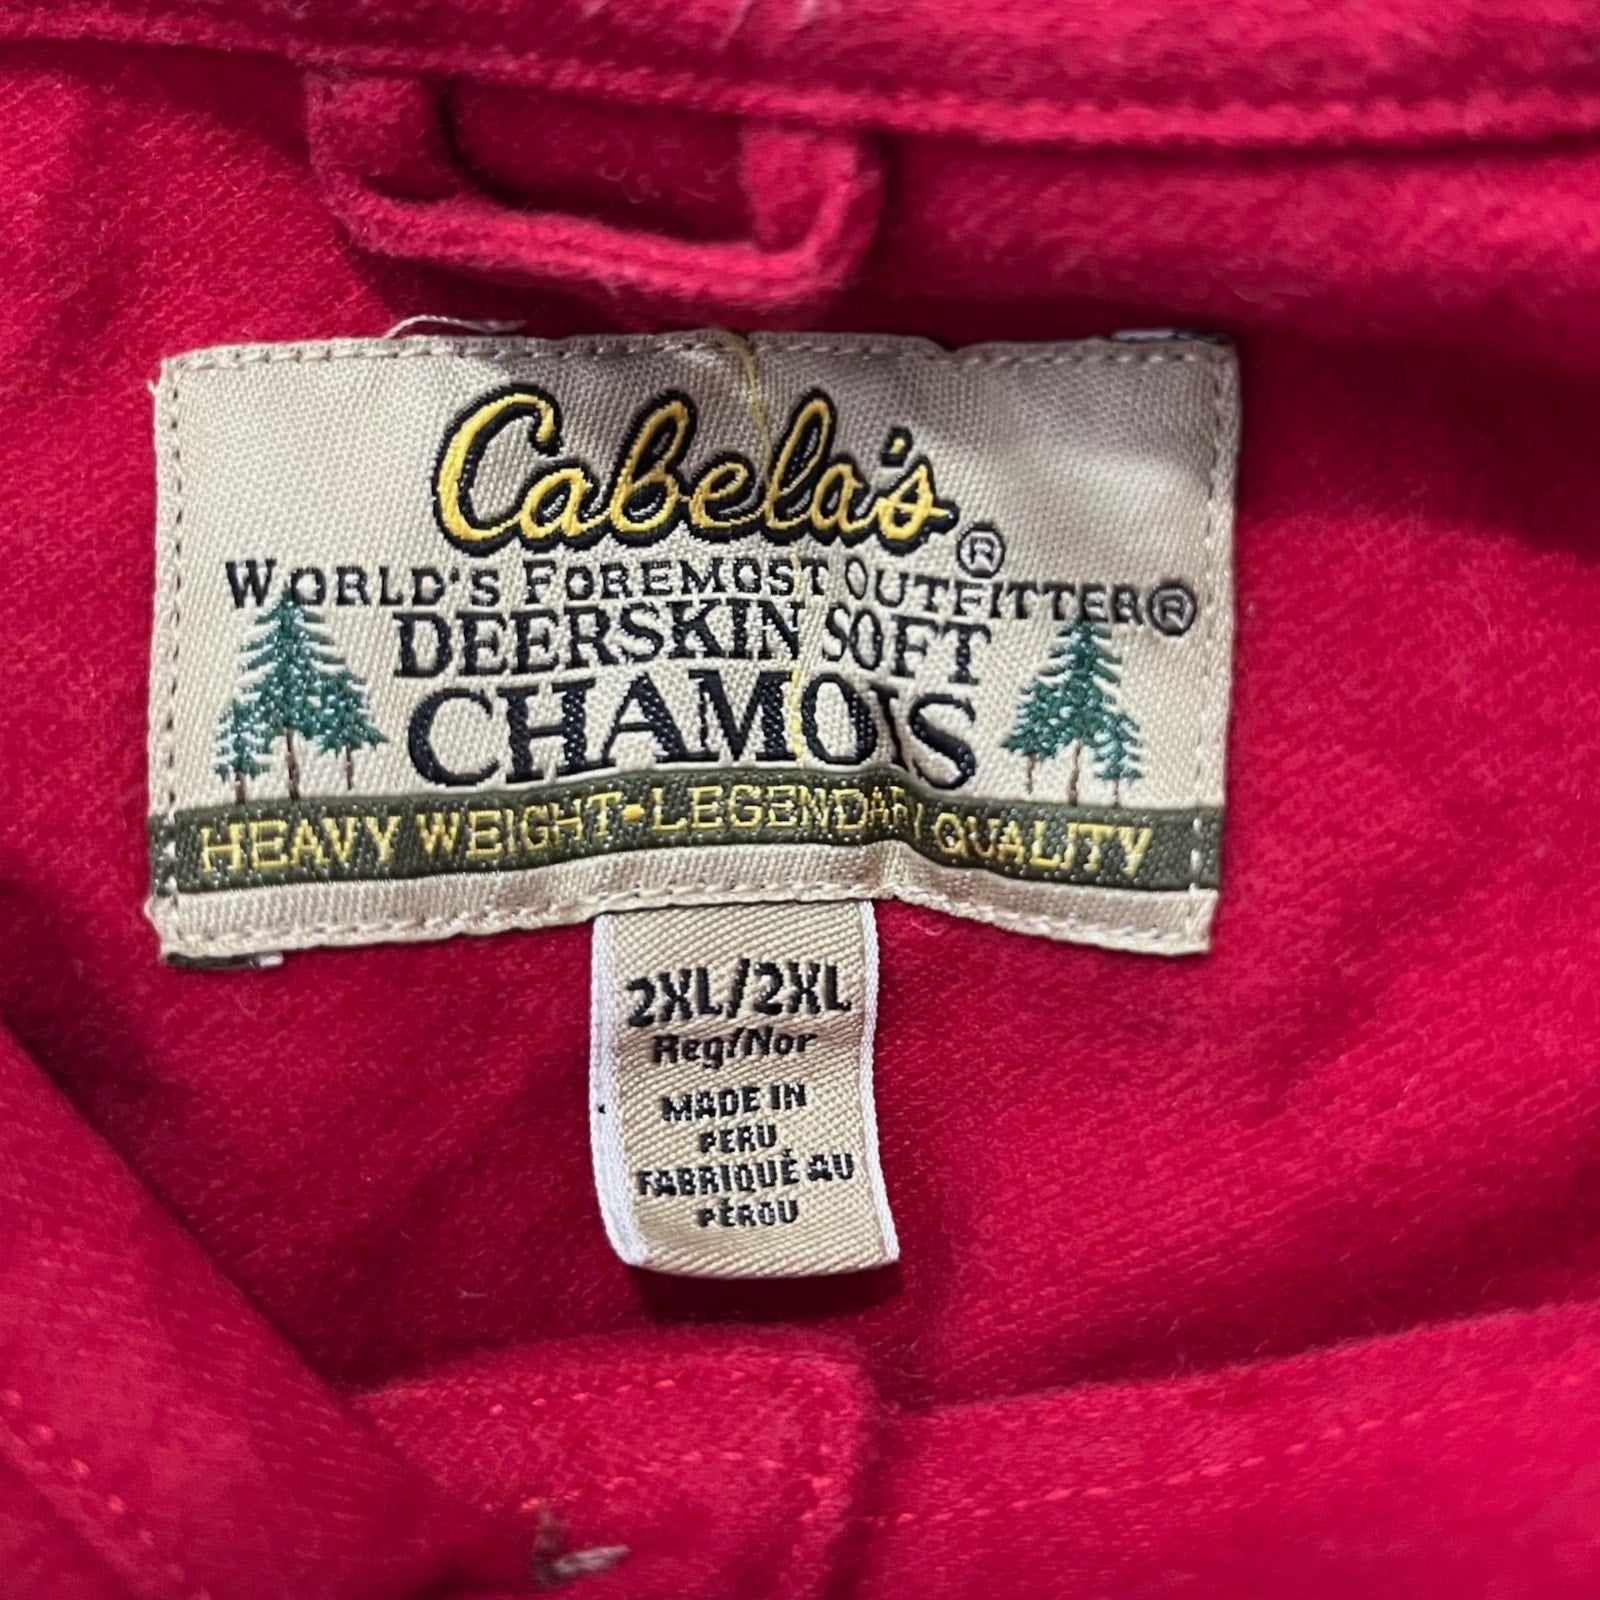 Cabela's®
WORLD'S FOREMOST OUTFITTER®
DEERSKIN SOFT
CHAMOIS
HEAVY WEIGHT • LEGENDARY QUALITY
2XL/2XL
Reg/Nor
MADE IN
PERU
FABRIQUÉ AU
PÉROU